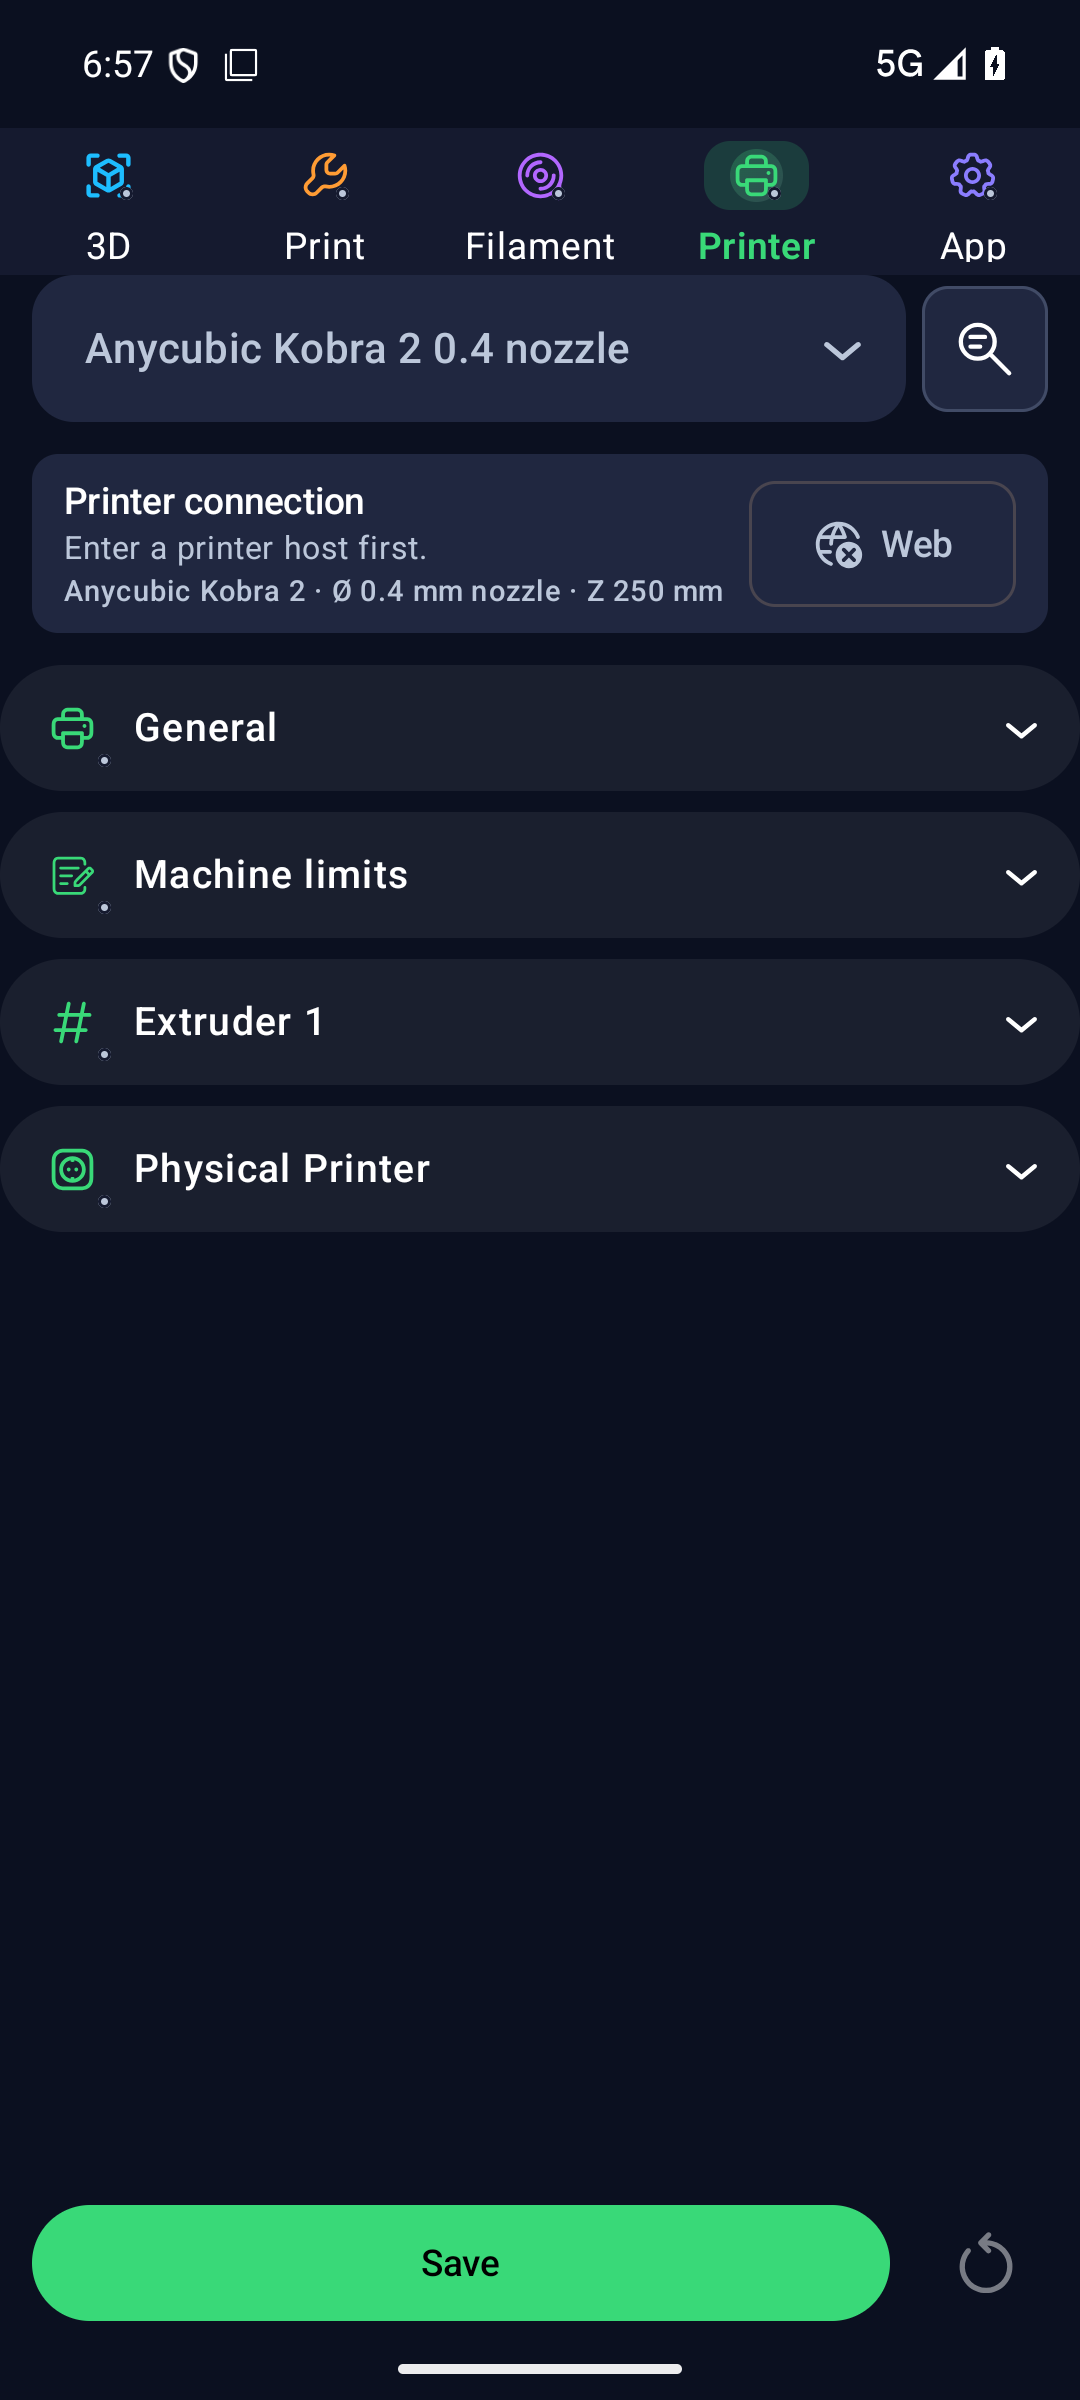 6:57
5G
3D
Print
Filament
Printer
App
Anycubic Kobra 2 0.4 nozzle
Printer connection
Enter a printer host first.
Anycubic Kobra 2 · Ø 0.4 mm nozzle · Z 250 mm
Web
General
Machine limits
Extruder 1
Physical Printer
Save